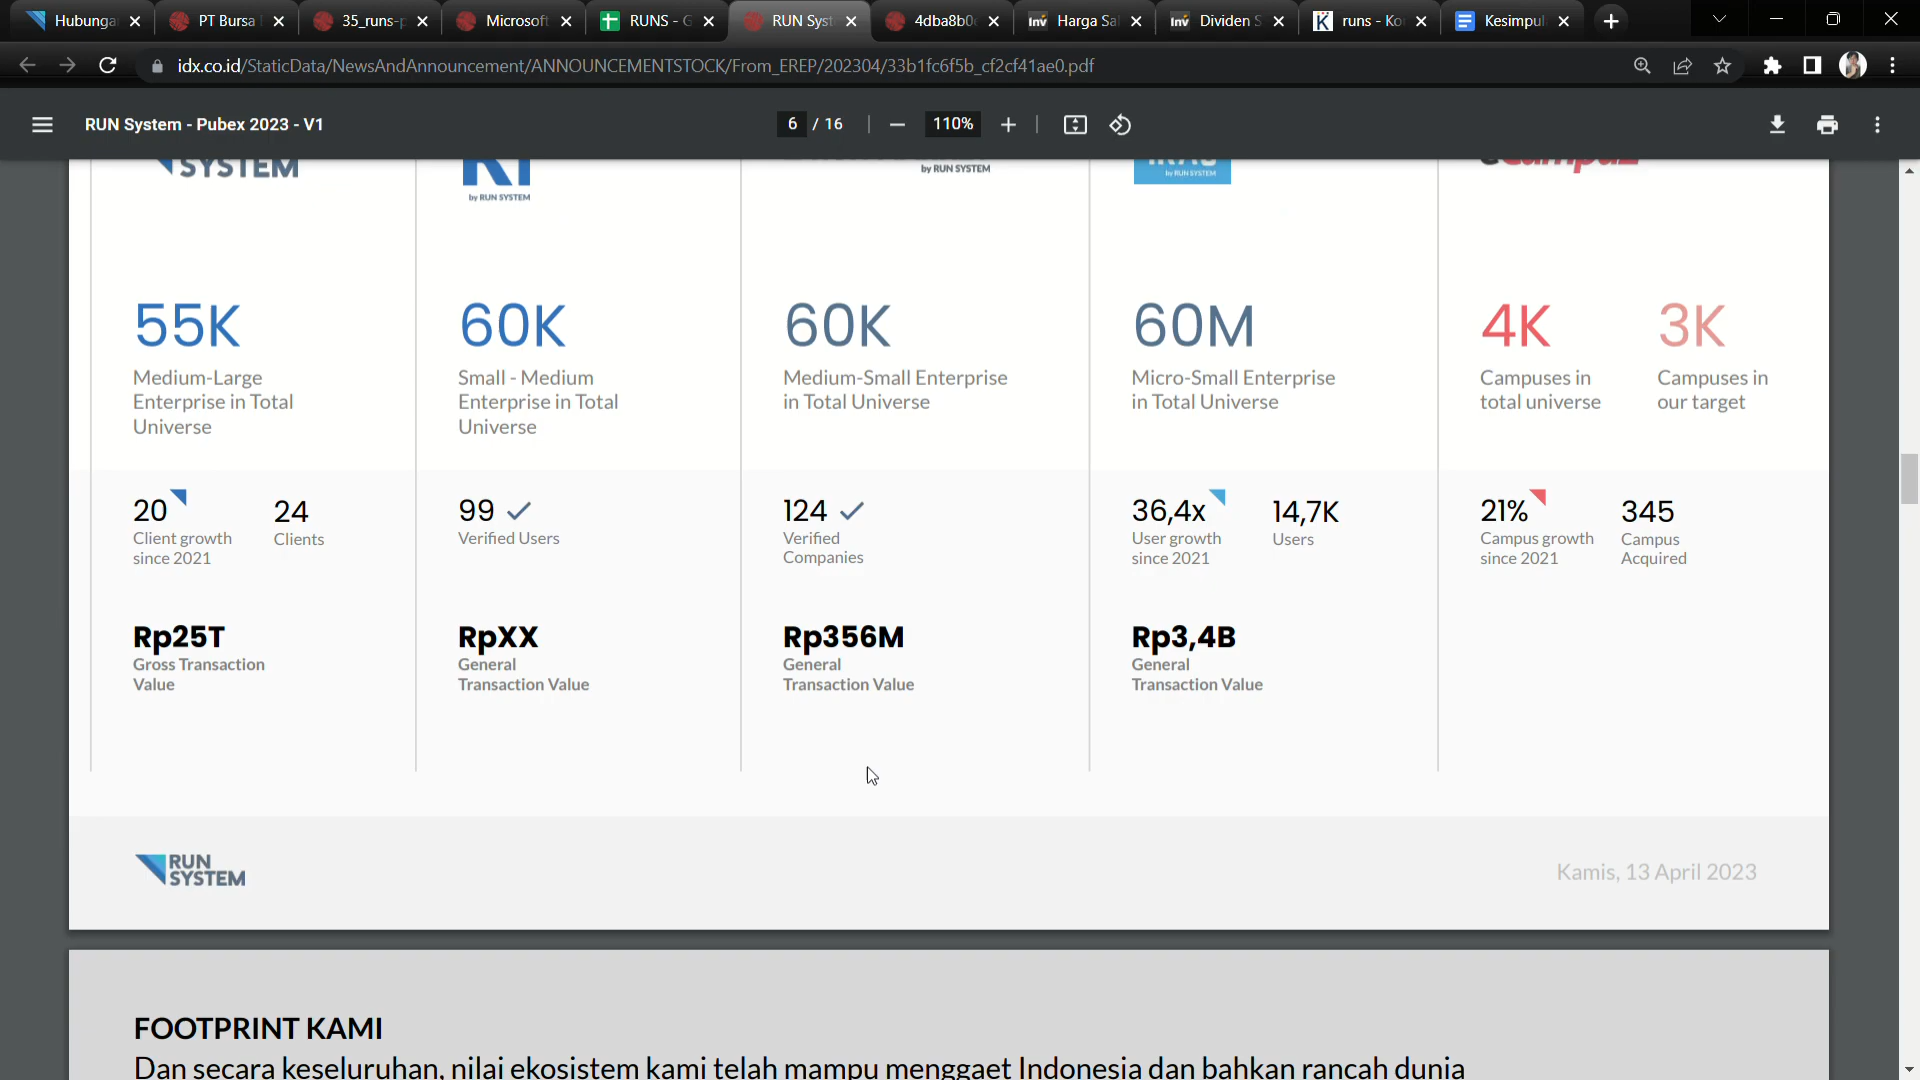 Hubunga
PT Bursa
35_runs-p
Microsoft
RUNS - G
RUN Syst
4dba8b0
Inv Harga Sa
Inv Dividen S
K runs - Ko
Kesimpul
idx.co.id/StaticData/NewsAndAnnouncement/ANNOUNCEMENTSTOCK/From_EREP/202304/33b1fc6f5b_cf2cf41ae0.pdf
RUN System - Pubex 2023 - V1
6 / 16
110%
SYSTEM
by RUN SYSTEM
by RUN SYSTEM
by RUN SYSTEM
55K
Medium-Large
Enterprise in Total
Universe
20
Client growth
since 2021
24
Clients
Rp25T
Gross Transaction
Value
60K
Small - Medium
Enterprise in Total
Universe
99
Verified Users
RpXX
General
Transaction Value
60K
Medium-Small Enterprise
in Total Universe
124
Verified
Companies
Rp356M
General
Transaction Value
60M
Micro-Small Enterprise
in Total Universe
36,4x
User growth
since 2021
14,7K
Users
Rp3,4B
General
Transaction Value
4K
Campuses in
total universe
3K
Campuses in
our target
21%
Campus growth
since 2021
345
Campus
Acquired
RUN
SYSTEM
Kamis, 13 April 2023
FOOTPRINT KAMI
Dan secara keseluruhan, nilai ekosistem kami telah mampu menggaet Indonesia dan bahkan rancah dunia